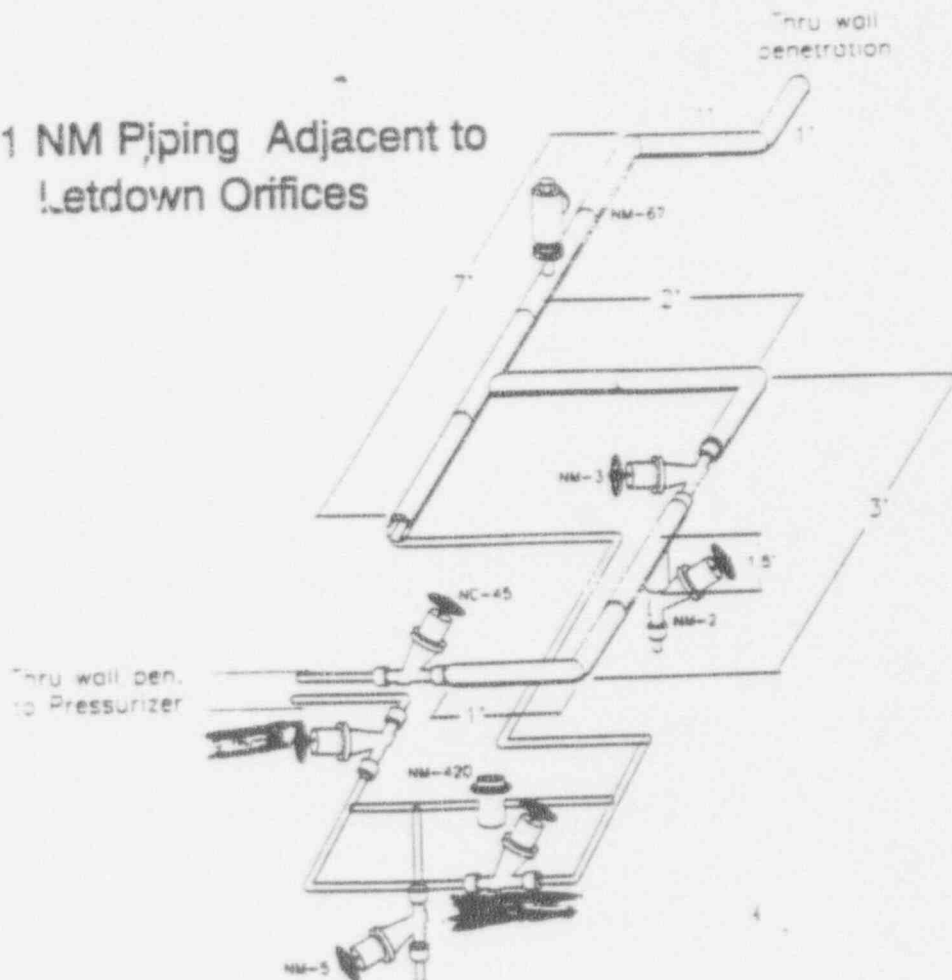 Thru wall
penetration
1 NM Piping Adjacent to
Letdown Orifices
1'
1'
NM-67
7'
2'
NM-3
3'
1.5'
NC-45
NM-2
Thru wall pen.
to Pressurizer
1'
NM-420
NM-5